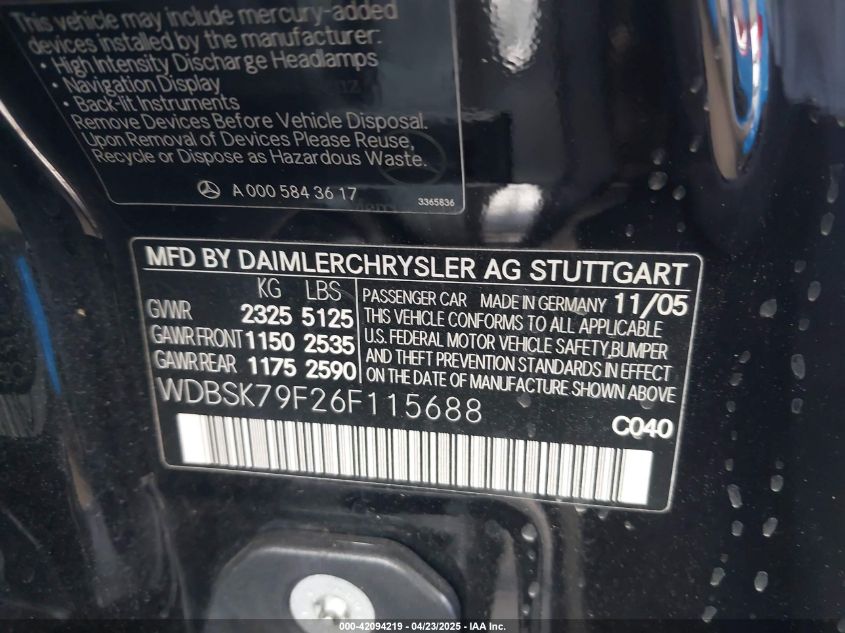 This vehicle may include mercury-added
devices installed by the manufacturer:
• High Intensity Discharge Headlamps
• Navigation Display
• Back-lit Instruments
Remove Devices Before Vehicle Disposal.
Upon Removal of Devices Please Reuse,
Recycle or Dispose as Hazardous Waste.
A 000 584 36 17
3365836
MFD BY DAIMLERCHRYSLER AG STUTTGART
KG LBS
GVWR 2325 5125
GAWR FRONT 1150 2535
GAWR REAR 1175 2590
PASSENGER CAR MADE IN GERMANY 11/05
THIS VEHICLE CONFORMS TO ALL APPLICABLE
U.S. FEDERAL MOTOR VEHICLE SAFETY, BUMPER
AND THEFT PREVENTION STANDARDS IN EFFECT
ON THE DATE OF MANUFACTURE SHOWN ABOVE
WDBSK79F26F115688
C040
000-42094219 - 04/23/2025 - IAA Inc.